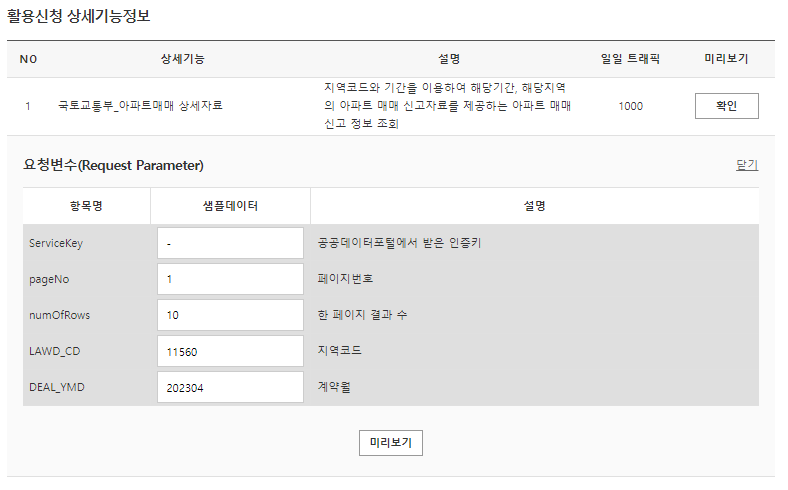 활용신청 상세기능정보
NO 상세기능 설명 일일 트래픽 미리보기
1 국토교통부_아파트매매 상세자료 지역코드와 기간을 이용하여 해당기간, 해당지역
의 아파트 매매 신고자료를 제공하는 아파트 매매
신고 정보 조회 1000 확인
요청변수(Request Parameter) 닫기
항목명 샘플데이터 설명
ServiceKey - 공공데이터포털에서 받은 인증키
pageNo 1 페이지번호
numOfRows 10 한 페이지 결과 수
LAWD_CD 11560 지역코드
DEAL_YMD 202304 계약월
미리보기